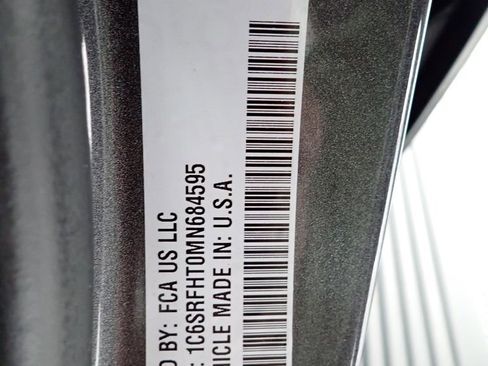 D BY: FCA US LLC
: 1C6SRFHT0MN684595
HICLE MADE IN: U.S.A.